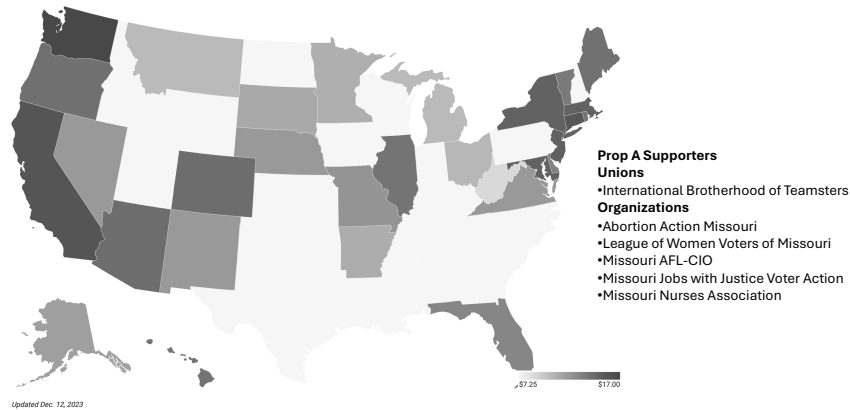 Prop A Supporters
Unions
•International Brotherhood of Teamsters
Organizations
•Abortion Action Missouri
•League of Women Voters of Missouri
•Missouri AFL-CIO
•Missouri Jobs with Justice Voter Action
•Missouri Nurses Association
$7.25 $17.00
Updated Dec. 12, 2023